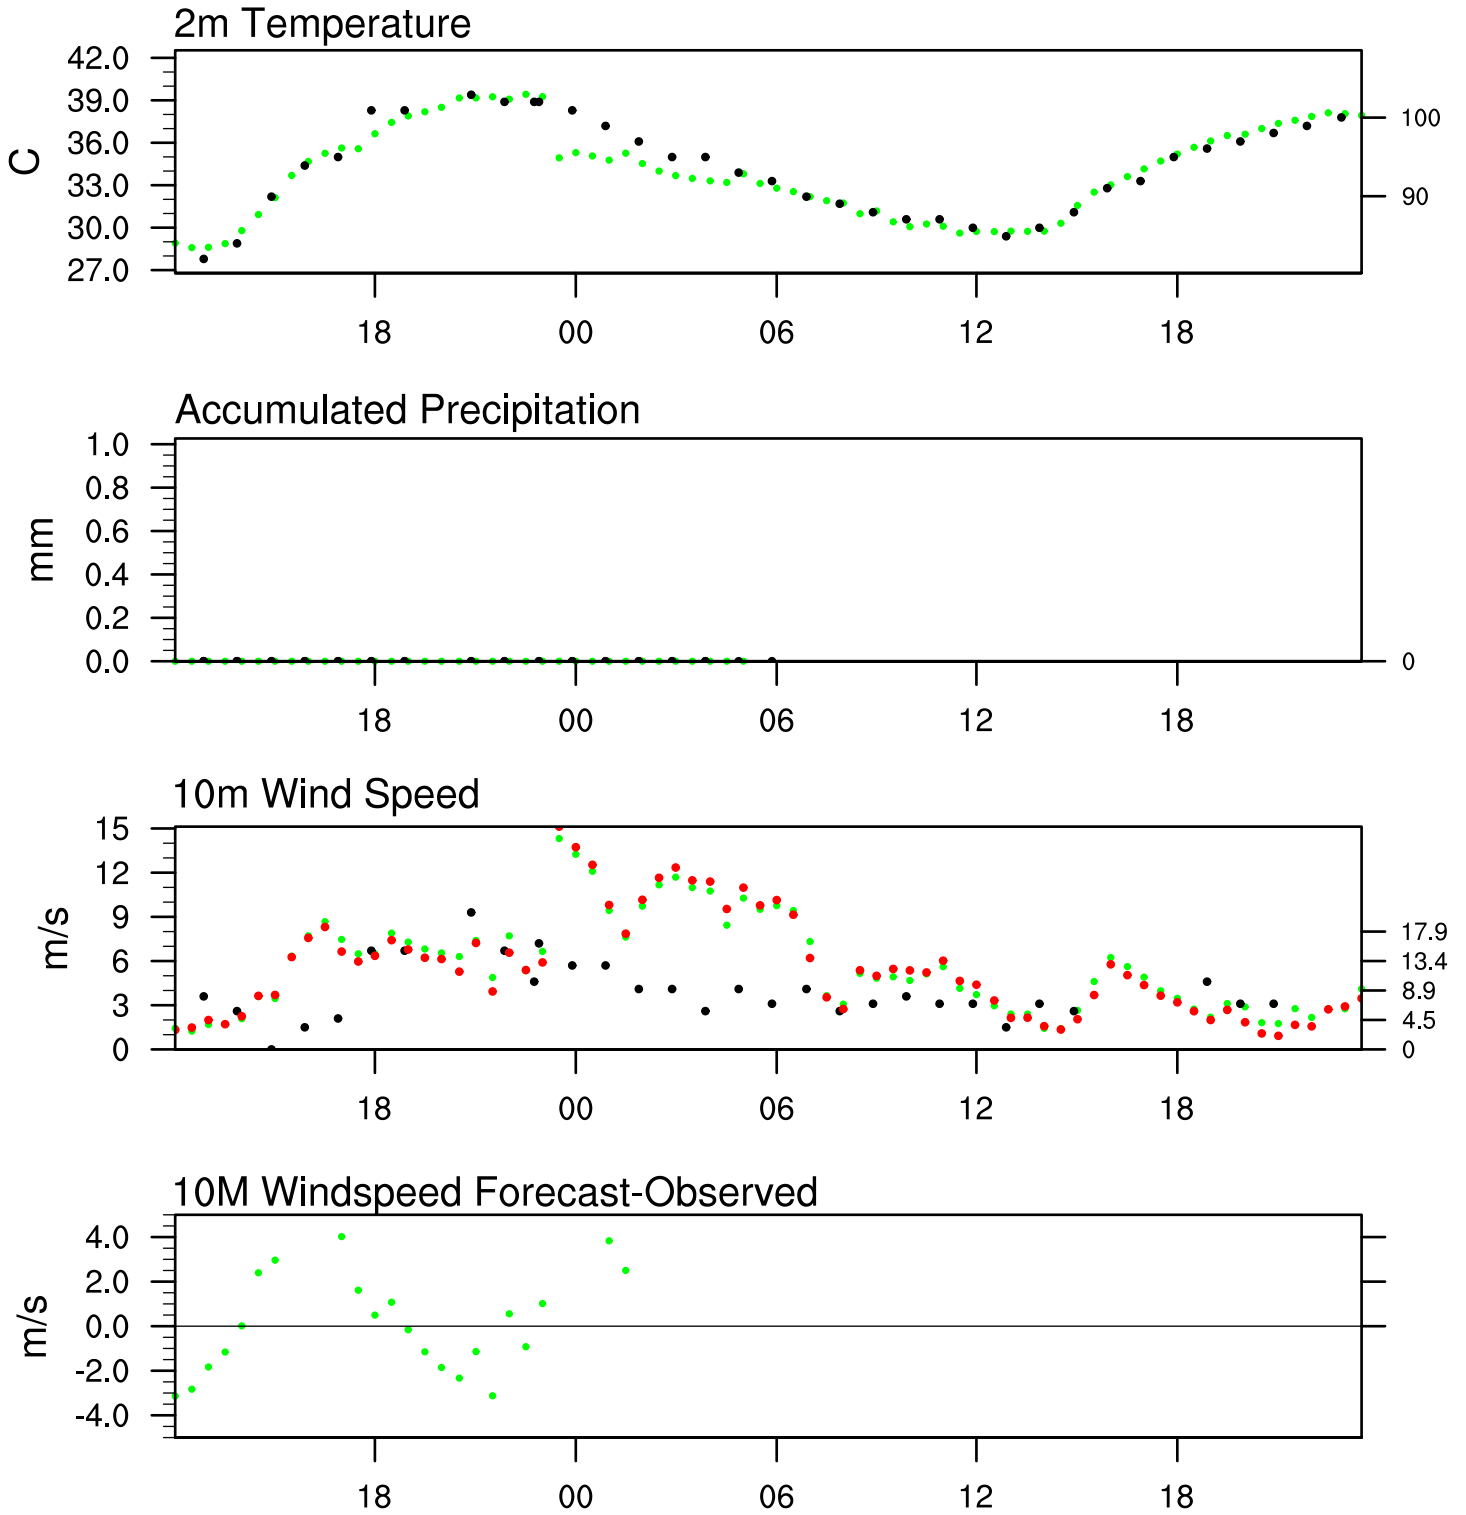 2m Temperature
42.0
39.0
36.0
33.0
30.0
27.0
C
100
90
18 00 06 12 18
Accumulated Precipitation
1.0
0.8
0.6
0.4
0.2
0.0
mm
0
18 00 06 12 18
10m Wind Speed
15
12
9
6
3
0
m/s
17.9
13.4
8.9
4.5
0
18 00 06 12 18
10M Windspeed Forecast-Observed
4.0
2.0
0.0
-2.0
-4.0
m/s
18 00 06 12 18